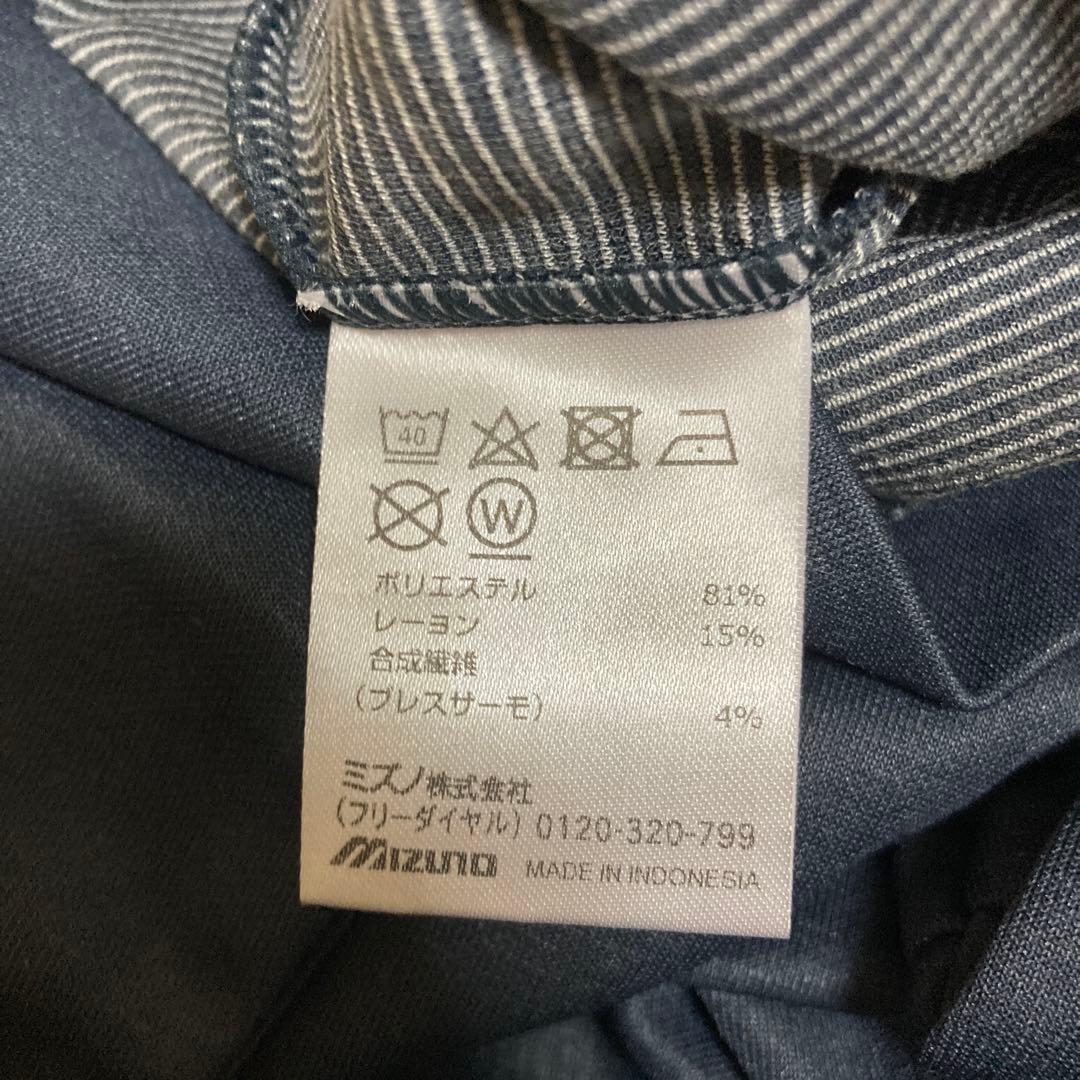 40
W
ポリエステル 81%
レーヨン 15%
合成繊維
(ブレスサーモ) 4%
ミズノ株式会社
(フリーダイヤル) 0120-320-799
Mizuno MADE IN INDONESIA